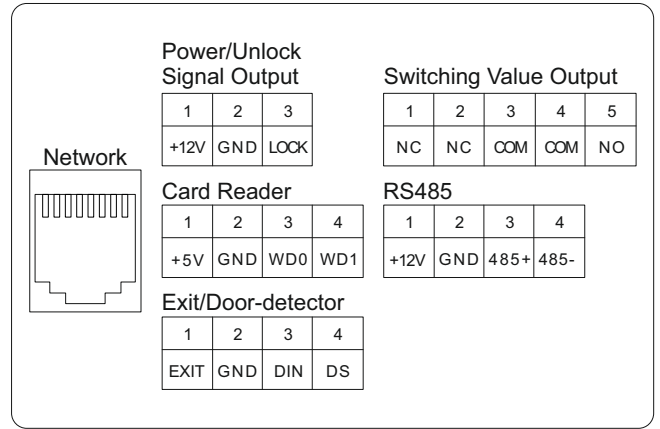 Power/Unlock
Signal Output
1 2 3
+12V GND LOCK
Switching Value Output
1 2 3 4 5
NC NC COM COM NO
Network
Card Reader
1 2 3 4
+5V GND WD0 WD1
RS485
1 2 3 4
+12V GND 485+ 485-
Exit/Door-detector
1 2 3 4
EXIT GND DIN DS